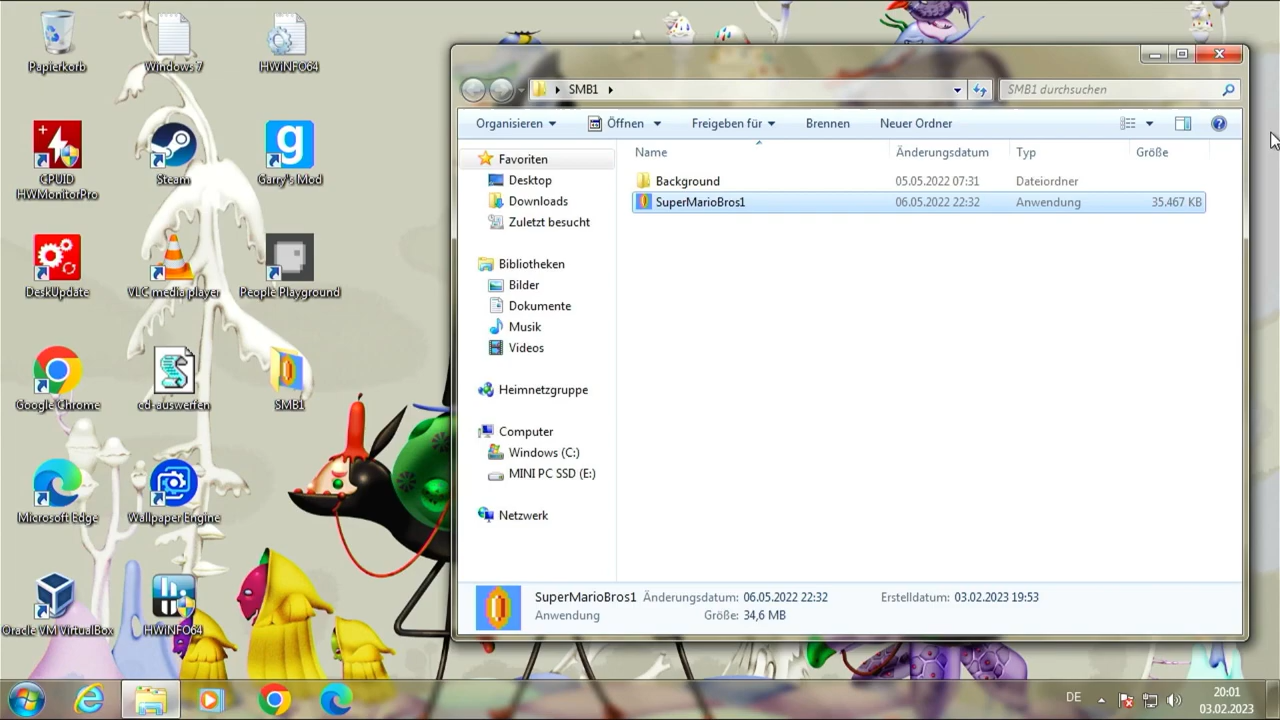 Papierkorb
Windows 7
HWiNFO64
CPUID
HWMonitorPro
Steam
Garry's Mod
DeskUpdate
VLC media player
People Playground
Google Chrome
cd-auswerfen
SMB1
Microsoft Edge
Wallpaper Engine
Oracle VM VirtualBox
HWiNFO64
SMB1
SMB1 durchsuchen
Organisieren
Öffnen
Freigeben für
Brennen
Neuer Ordner
Name
Änderungsdatum
Typ
Größe
Background
05.05.2022 07:31
Dateiordner
SuperMarioBros1
06.05.2022 22:32
Anwendung
35.467 KB
Favoriten
Desktop
Downloads
Zuletzt besucht
Bibliotheken
Bilder
Dokumente
Musik
Videos
Heimnetzgruppe
Computer
Windows (C:)
MINI PC SSD (E:)
Netzwerk
SuperMarioBros1 Änderungsdatum: 06.05.2022 22:32
Erstelldatum: 03.02.2023 19:53
Anwendung
Größe: 34,6 MB
DE
20:01
03.02.2023